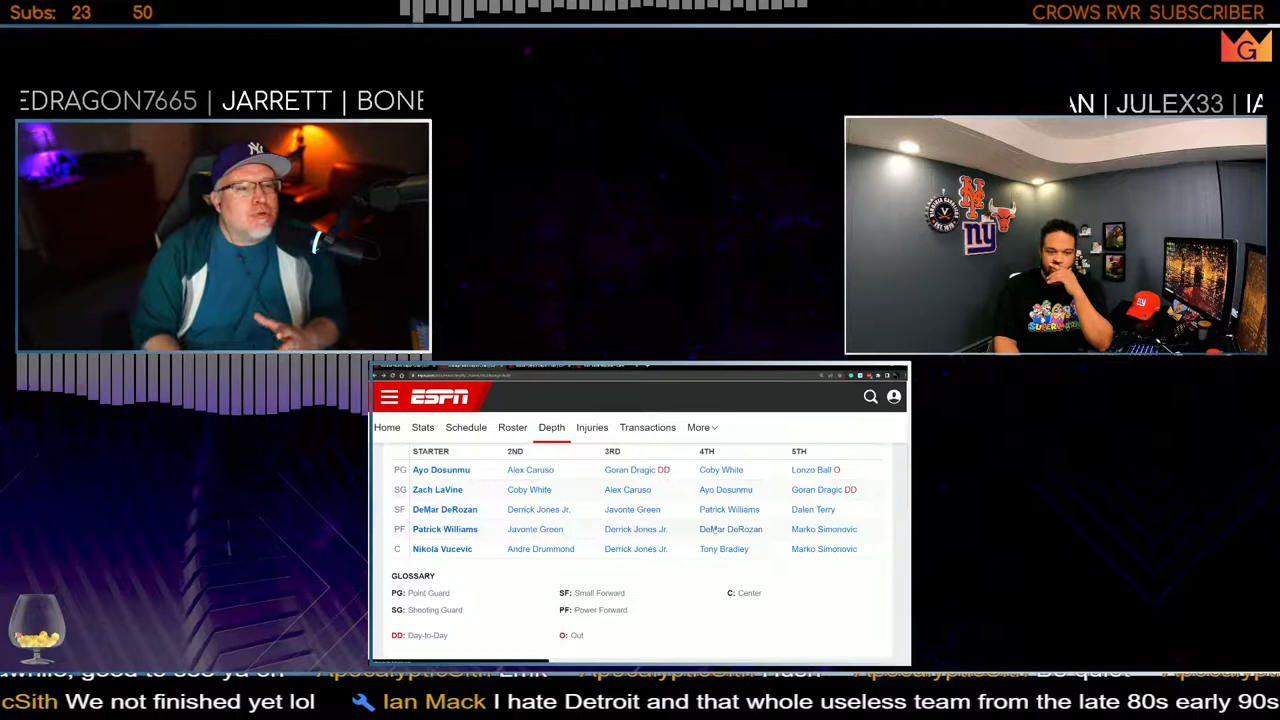 Subs: 23 50
CROWS RVR SUBSCRIBER
G
EDRAGON7665 | JARRETT | BONE
AN | JULEX33 | IA
NY
ny
SUPER MARIO
ESPN
Home Stats Schedule Roster Depth Injuries Transactions More
STARTER 2ND 3RD 4TH 5TH
PG Ayo Dosunmu Alex Caruso Goran Dragic DD Coby White Lonzo Ball O
SG Zach LaVine Coby White Alex Caruso Ayo Dosunmu Goran Dragic DD
SF DeMar DeRozan Derrick Jones Jr. Javonte Green Patrick Williams Dalen Terry
PF Patrick Williams Javonte Green Derrick Jones Jr. DeMar DeRozan Marko Simonovic
C Nikola Vucevic Andre Drummond Derrick Jones Jr. Tony Bradley Marko Simonovic
GLOSSARY
PG: Point Guard SF: Small Forward C: Center
SG: Shooting Guard PF: Power Forward
DD: Day-to-Day O: Out
cSith We not finished yet lol Ian Mack I hate Detroit and that whole useless team from the late 80s early 90s